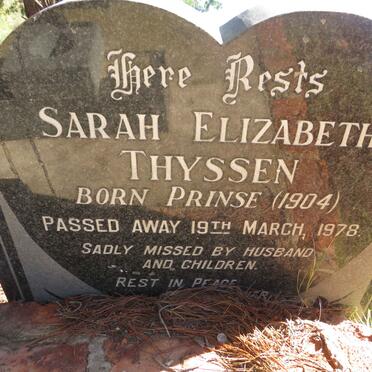 Here Rests
SARAH ELIZABETH
THYSSEN
BORN PRINSE (1904)
PASSED AWAY 19TH MARCH, 1978.
SADLY MISSED BY HUSBAND
AND CHILDREN.
REST IN PEACE